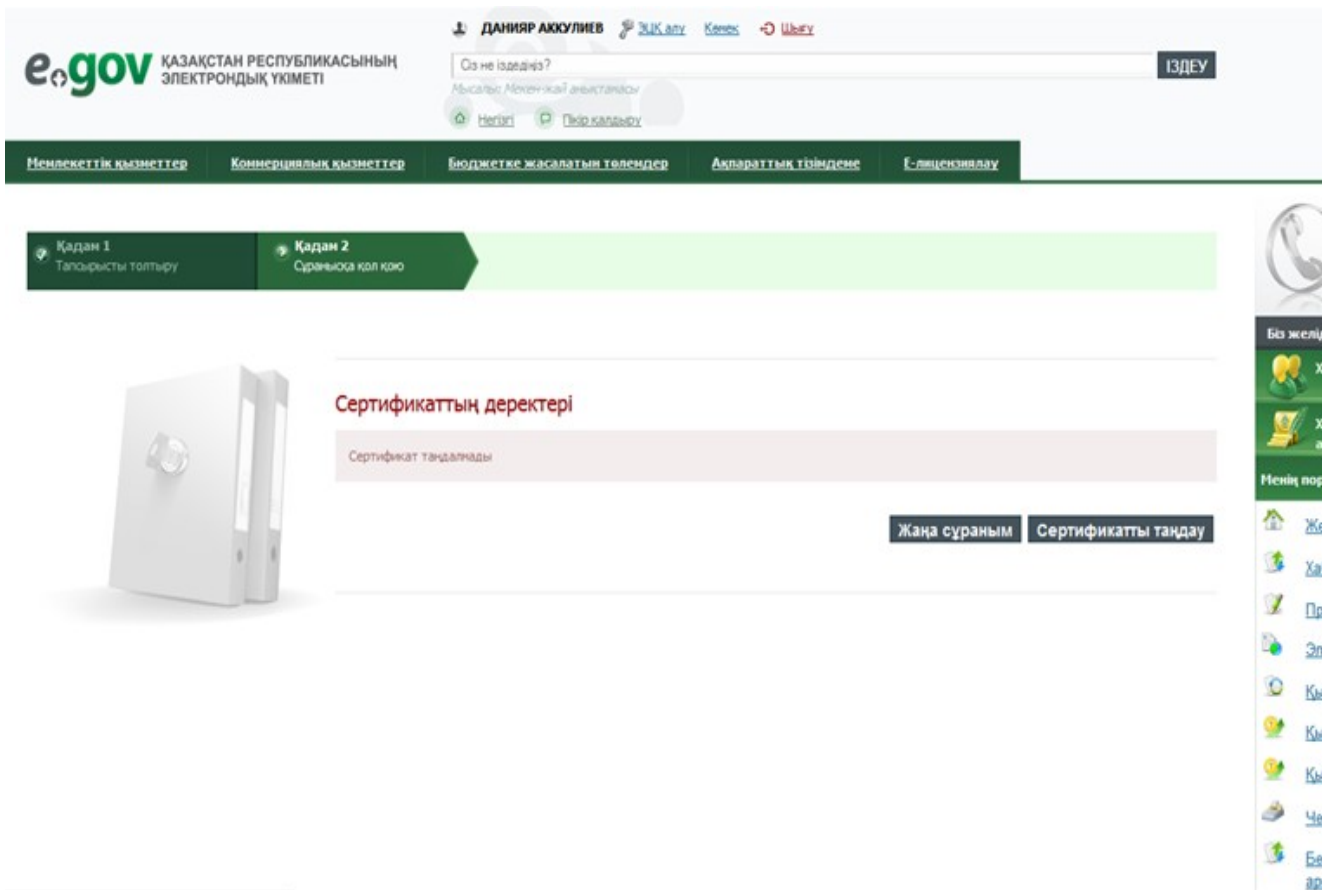 ДАНИЯР АККУЛИЕВ ЭЦҚ алу Көмек Шығу
e.gov ҚАЗАҚСТАН РЕСПУБЛИКАСЫНЫҢ
ЭЛЕКТРОНДЫҚ ҮКІМЕТІ
Сіз не іздедіңіз? ІЗДЕУ
Мысалы: Мекен-жай анықтамасы
Негізгі Пікір қалдыру
Мемлекеттік қызметтер Коммерциялық қызметтер Бюджетке жасалатын төлемдер Ақпараттық тізімдеме Е-лицензиялау
Қадам 1
Тапсырысты толтыру
Қадам 2
Сұранысқа қол қою
Біз
Сертификаттың деректері
Сертификат таңдалмады
Менің
Жаңа сұраным Сертификатты таңдау